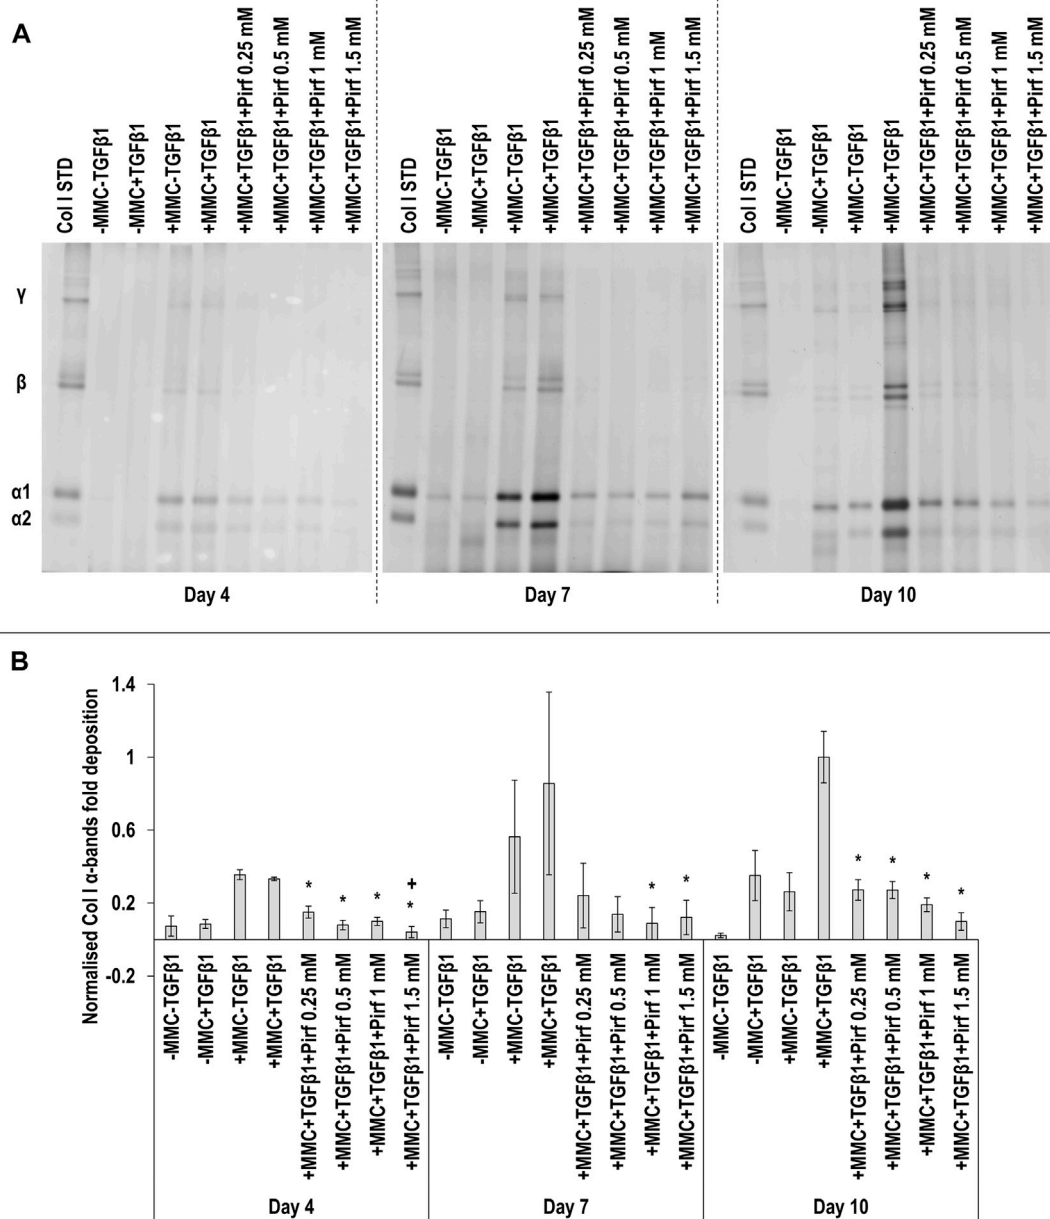 A
Col I STD
-MMC-TGFβ1
-MMC+TGFβ1
+MMC-TGFβ1
+MMC+TGFβ1
+MMC+TGFβ1+Pirf 0.25 mM
+MMC+TGFβ1+Pirf 0.5 mM
+MMC+TGFβ1+Pirf 1 mM
+MMC+TGFβ1+Pirf 1.5 mM
Col I STD
-MMC-TGFβ1
-MMC+TGFβ1
+MMC-TGFβ1
+MMC+TGFβ1
+MMC+TGFβ1+Pirf 0.25 mM
+MMC+TGFβ1+Pirf 0.5 mM
+MMC+TGFβ1+Pirf 1 mM
+MMC+TGFβ1+Pirf 1.5 mM
Col I STD
-MMC-TGFβ1
-MMC+TGFβ1
+MMC-TGFβ1
+MMC+TGFβ1
+MMC+TGFβ1+Pirf 0.25 mM
+MMC+TGFβ1+Pirf 0.5 mM
+MMC+TGFβ1+Pirf 1 mM
+MMC+TGFβ1+Pirf 1.5 mM
γ
β
α1
α2
Day 4
Day 7
Day 10
B
Normalised Col I α-bands fold deposition
1.4
1
0.6
0.2
-0.2
*
*
*
+
*
*
*
*
*
*
*
-MMC-TGFβ1
-MMC+TGFβ1
+MMC-TGFβ1
+MMC+TGFβ1
+MMC+TGFβ1+Pirf 0.25 mM
+MMC+TGFβ1+Pirf 0.5 mM
+MMC+TGFβ1+Pirf 1 mM
+MMC+TGFβ1+Pirf 1.5 mM
-MMC-TGFβ1
-MMC+TGFβ1
+MMC-TGFβ1
+MMC+TGFβ1
+MMC+TGFβ1+Pirf 0.25 mM
+MMC+TGFβ1+Pirf 0.5 mM
+MMC+TGFβ1+Pirf 1 mM
+MMC+TGFβ1+Pirf 1.5 mM
-MMC-TGFβ1
-MMC+TGFβ1
+MMC-TGFβ1
+MMC+TGFβ1
+MMC+TGFβ1+Pirf 0.25 mM
+MMC+TGFβ1+Pirf 0.5 mM
+MMC+TGFβ1+Pirf 1 mM
+MMC+TGFβ1+Pirf 1.5 mM
Day 4
Day 7
Day 10